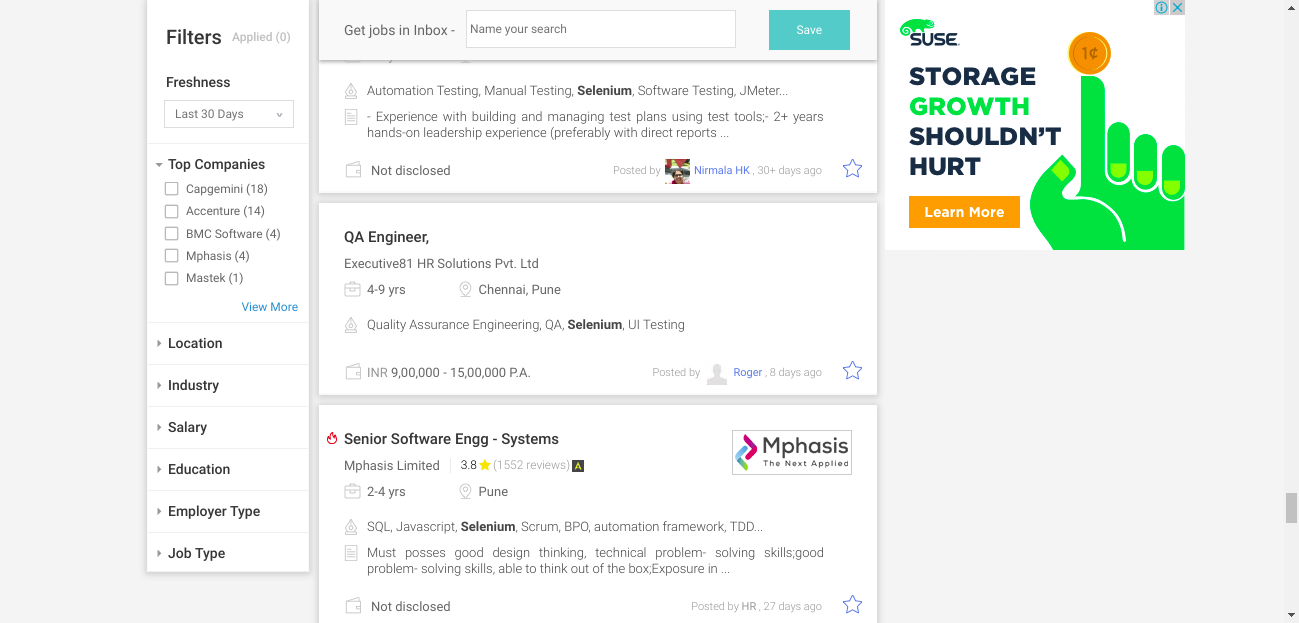 Filters Applied (0)
Freshness
Last 30 Days
Top Companies
Capgemini (18)
Accenture (14)
BMC Software (4)
Mphasis (4)
Mastek (1)
View More
Location
Industry
Salary
Education
Employer Type
Job Type
Get jobs in Inbox - Name your search Save
Automation Testing, Manual Testing, Selenium, Software Testing, JMeter...
- Experience with building and managing test plans using test tools;- 2+ years
hands-on leadership experience (preferably with direct reports ...
Not disclosed Posted by Nirmala HK , 30+ days ago
QA Engineer,
Executive81 HR Solutions Pvt. Ltd
4-9 yrs Chennai, Pune
Quality Assurance Engineering, QA, Selenium, UI Testing
INR 9,00,000 - 15,00,000 P.A. Posted by Roger , 8 days ago
Senior Software Engg - Systems
Mphasis
The Next Applied
Mphasis Limited 3.8 (1552 reviews) A
2-4 yrs Pune
SQL, Javascript, Selenium, Scrum, BPO, automation framework, TDD...
Must posses good design thinking, technical problem- solving skills;good
problem- solving skills, able to think out of the box;Exposure in ...
Not disclosed Posted by HR , 27 days ago
SUSE
1¢
STORAGE
GROWTH
SHOULDN'T
HURT
Learn More